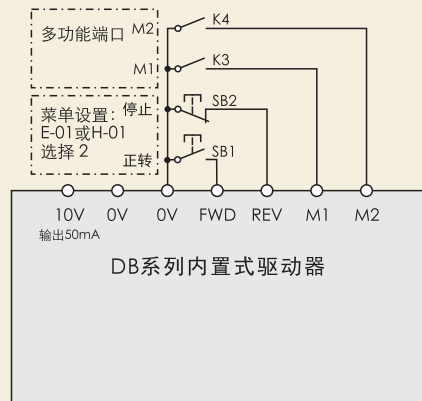 多功能端口 M2 K4
M1 K3
菜单设置： 停止 SB2
E-01或H-01
选择 2 正转 SB1
10V 0V 0V FWD REV M1 M2
输出50mA
DB系列内置式驱动器